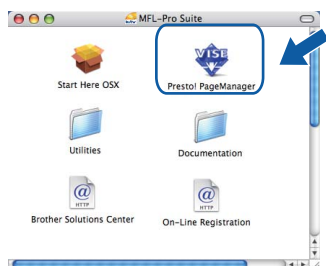 MFL-Pro Suite
VISE
Start Here OSX
Presto! PageManager
Utilities
Documentation
@
HTTP
@
HTTP
Brother Solutions Center
On-Line Registration